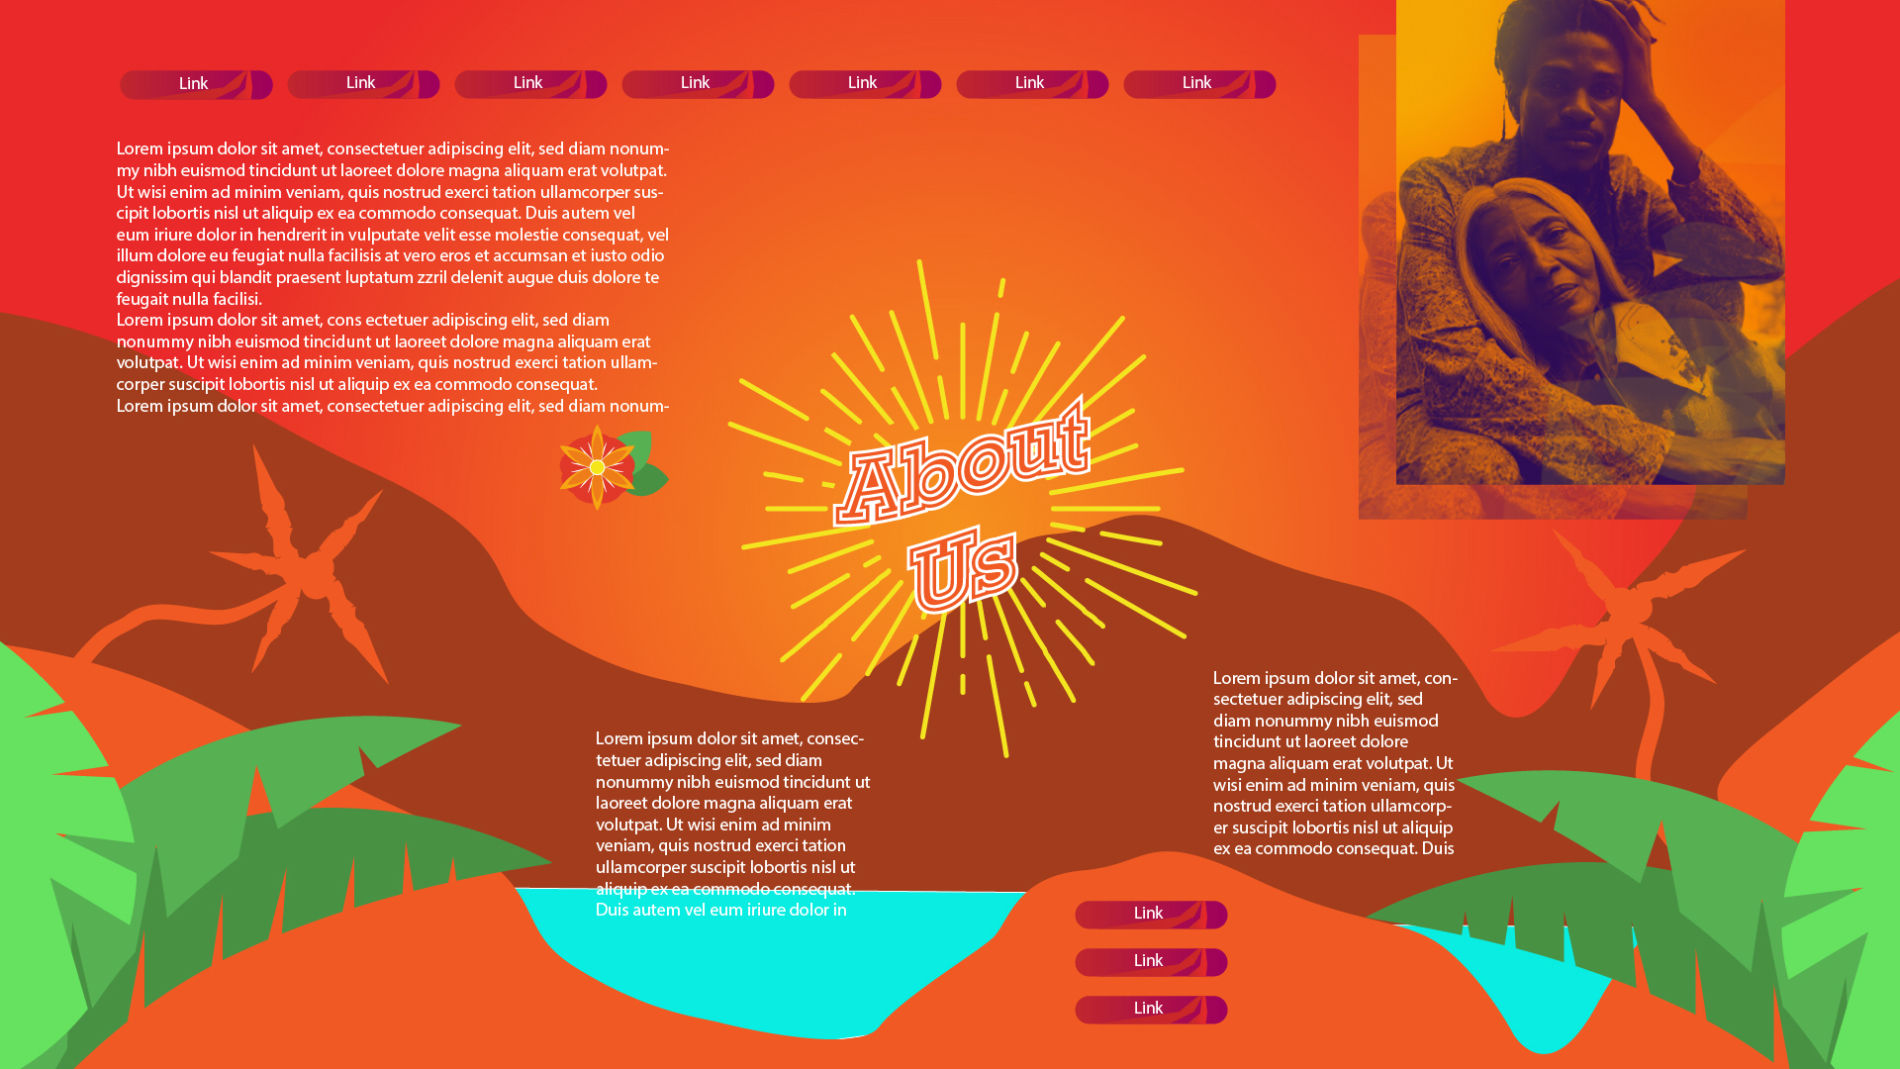 Link
Link
Link
Link
Link
Link
Link
Lorem ipsum dolor sit amet, consectetuer adipiscing elit, sed diam nonum-
my nibh euismod tincidunt ut laoreet dolore magna aliquam erat volutpat.
Ut wisi enim ad minim veniam, quis nostrud exerci tation ullamcorper sus-
cipit lobortis nisl ut aliquip ex ea commodo consequat. Duis autem vel
eum iriure dolor in hendrerit in vulputate velit esse molestie consequat, vel
illum dolore eu feugiat nulla facilisis at vero eros et accumsan et iusto odio
dignissim qui blandit praesent luptatum zzril delenit augue duis dolore te
feugait nulla facilisi.
Lorem ipsum dolor sit amet, cons ectetuer adipiscing elit, sed diam
nonummy nibh euismod tincidunt ut laoreet dolore magna aliquam erat
volutpat. Ut wisi enim ad minim veniam, quis nostrud exerci tation ullam-
corper suscipit lobortis nisl ut aliquip ex ea commodo consequat.
Lorem ipsum dolor sit amet, consectetuer adipiscing elit, sed diam nonum-
About
Us
Lorem ipsum dolor sit amet, consec-
tetuer adipiscing elit, sed diam
nonummy nibh euismod tincidunt ut
laoreet dolore magna aliquam erat
volutpat. Ut wisi enim ad minim
veniam, quis nostrud exerci tation
ullamcorper suscipit lobortis nisl ut
aliquip ex ea commodo consequat.
Duis autem vel eum iriure dolor in
Lorem ipsum dolor sit amet, con-
sectetuer adipiscing elit, sed
diam nonummy nibh euismod
tincidunt ut laoreet dolore
magna aliquam erat volutpat. Ut
wisi enim ad minim veniam, quis
nostrud exerci tation ullamcorp-
er suscipit lobortis nisl ut aliquip
ex ea commodo consequat. Duis
Link
Link
Link